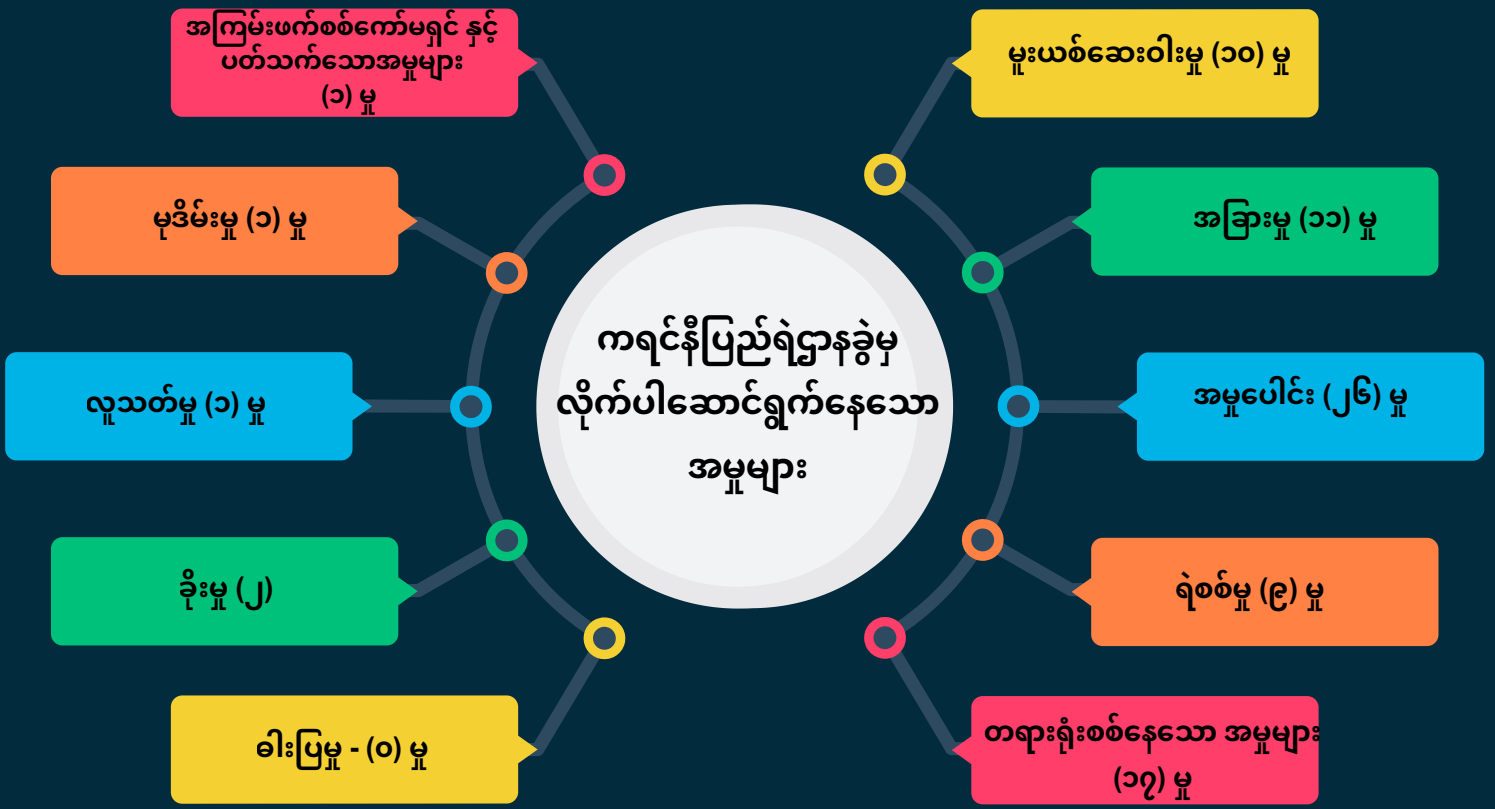 အကြမ်းဖက်စစ်ကော်မရှင် နှင့်
ပတ်သက်သောအမှုများ
(၁) မှု
မုဒိမ်းမှု (၁) မှု
လူသတ်မှု (၁) မှု
ခိုးမှု (၂)
ဓါးပြမှု - (၀) မှု
ကရင်နီပြည်ရဲဌာနခွဲမှ
လိုက်ပါဆောင်ရွက်နေသော
အမှုများ
မူးယစ်ဆေးဝါးမှု (၁၀) မှု
အခြားမှု (၁၁) မှု
အမှုပေါင်း (၂၆) မှု
ရဲစစ်မှု (၉) မှု
တရားရုံးစစ်နေသော အမှုများ
(၁၇) မှု